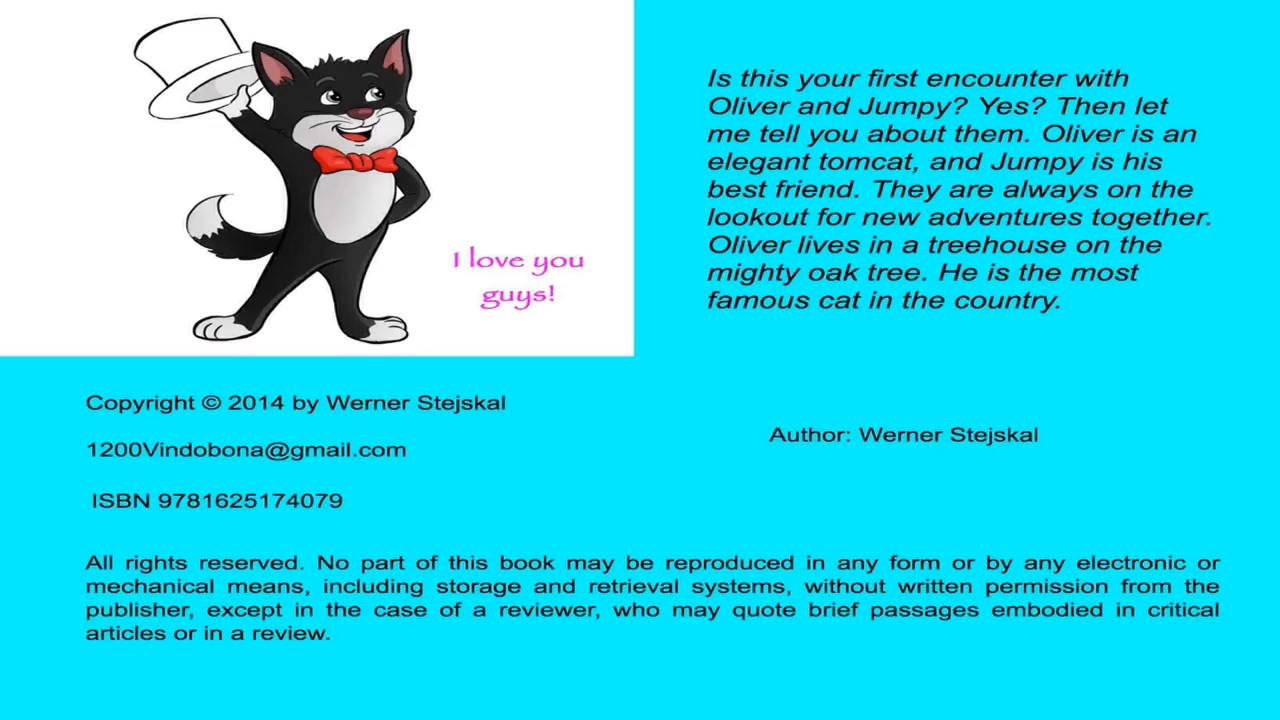 I love you
guys!
Is this your first encounter with
Oliver and Jumpy? Yes? Then let
me tell you about them. Oliver is an
elegant tomcat, and Jumpy is his
best friend. They are always on the
lookout for new adventures together.
Oliver lives in a treehouse on the
mighty oak tree. He is the most
famous cat in the country.
Copyright © 2014 by Werner Stejskal
1200Vindobona@gmail.com
ISBN 9781625174079
Author: Werner Stejskal
All rights reserved. No part of this book may be reproduced in any form or by any electronic or
mechanical means, including storage and retrieval systems, without written permission from the
publisher, except in the case of a reviewer, who may quote brief passages embodied in critical
articles or in a review.